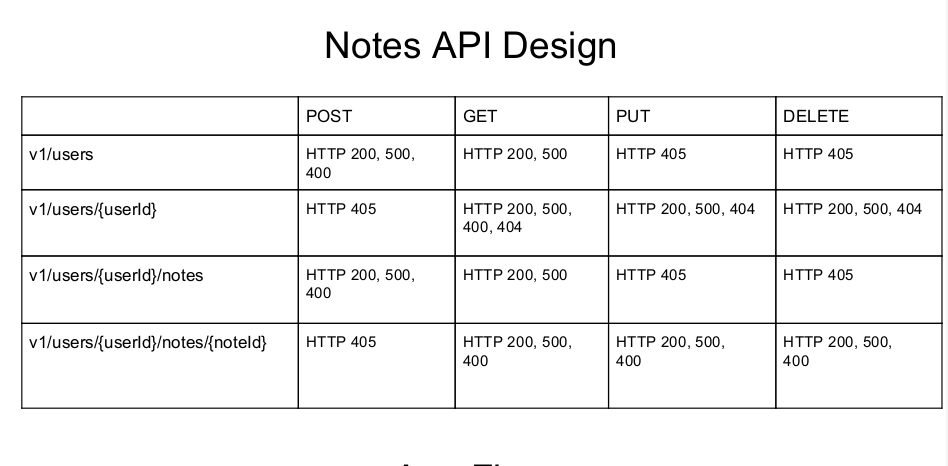 Notes API Design
POST GET PUT DELETE
v1/users HTTP 200, 500, HTTP 200, 500 HTTP 405 HTTP 405
400
v1/users/{userId} HTTP 405 HTTP 200, 500, HTTP 200, 500, 404 HTTP 200, 500, 404
400, 404
v1/users/{userId}/notes HTTP 200, 500, HTTP 200, 500 HTTP 405 HTTP 405
400
v1/users/{userId}/notes/{noteId} HTTP 405 HTTP 200, 500, HTTP 200, 500, HTTP 200, 500,
400 400 400